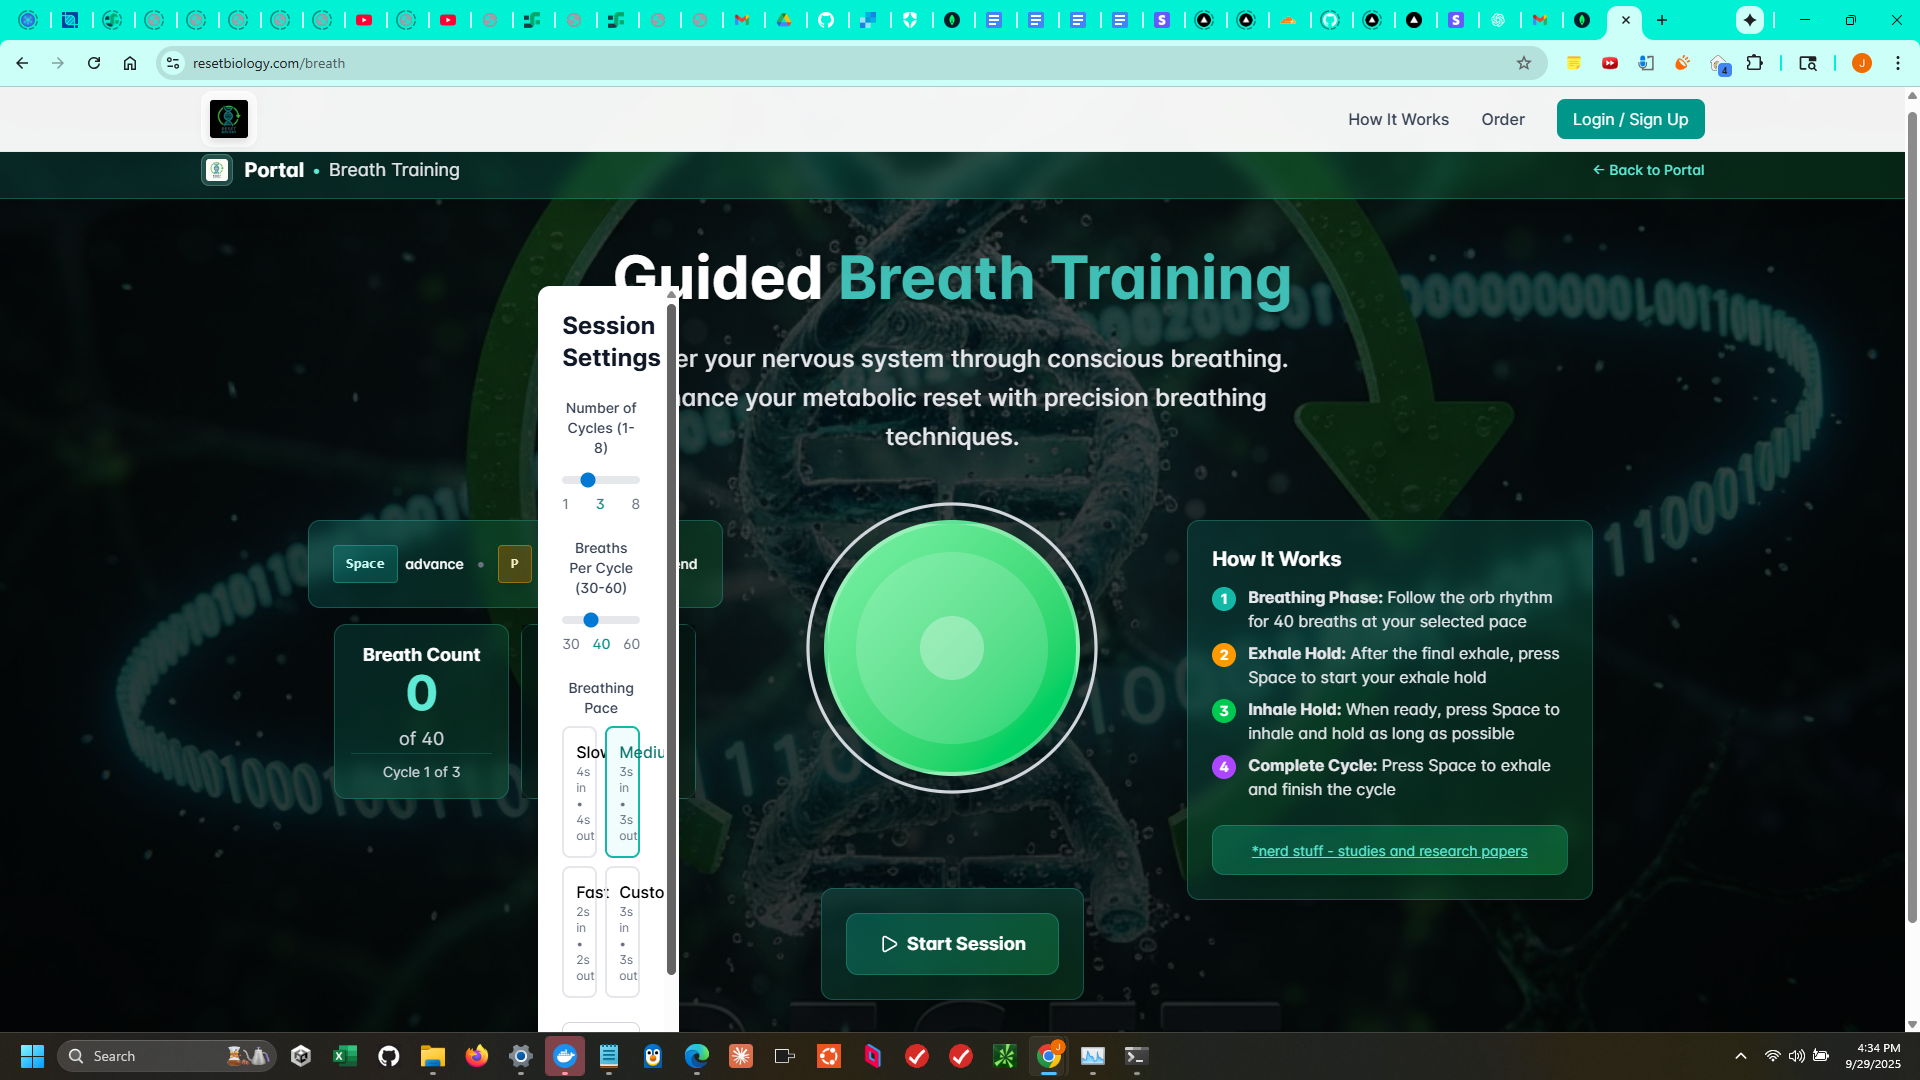 resetbiology.com/breath
4
J
How It Works
Order
Login / Sign Up
Portal • Breath Training
← Back to Portal
Guided Breath Training
Session
Settings
er your nervous system through conscious breathing.
ance your metabolic reset with precision breathing
techniques.
Number of
Cycles (1-
8)
1 3 8
Breaths
Per Cycle
(30-60)
30 40 60
Breathing
Pace
Slow
4s
in
•
4s
out
Mediu
3s
in
•
3s
out
Fast
2s
in
•
2s
out
Custo
3s
in
•
3s
out
Space advance • P
end
Breath Count
0
of 40
Cycle 1 of 3
Start Session
How It Works
1 Breathing Phase: Follow the orb rhythm
for 40 breaths at your selected pace
2 Exhale Hold: After the final exhale, press
Space to start your exhale hold
3 Inhale Hold: When ready, press Space to
inhale and hold as long as possible
4 Complete Cycle: Press Space to exhale
and finish the cycle
*nerd stuff - studies and research papers
Search
4:34 PM
9/29/2025